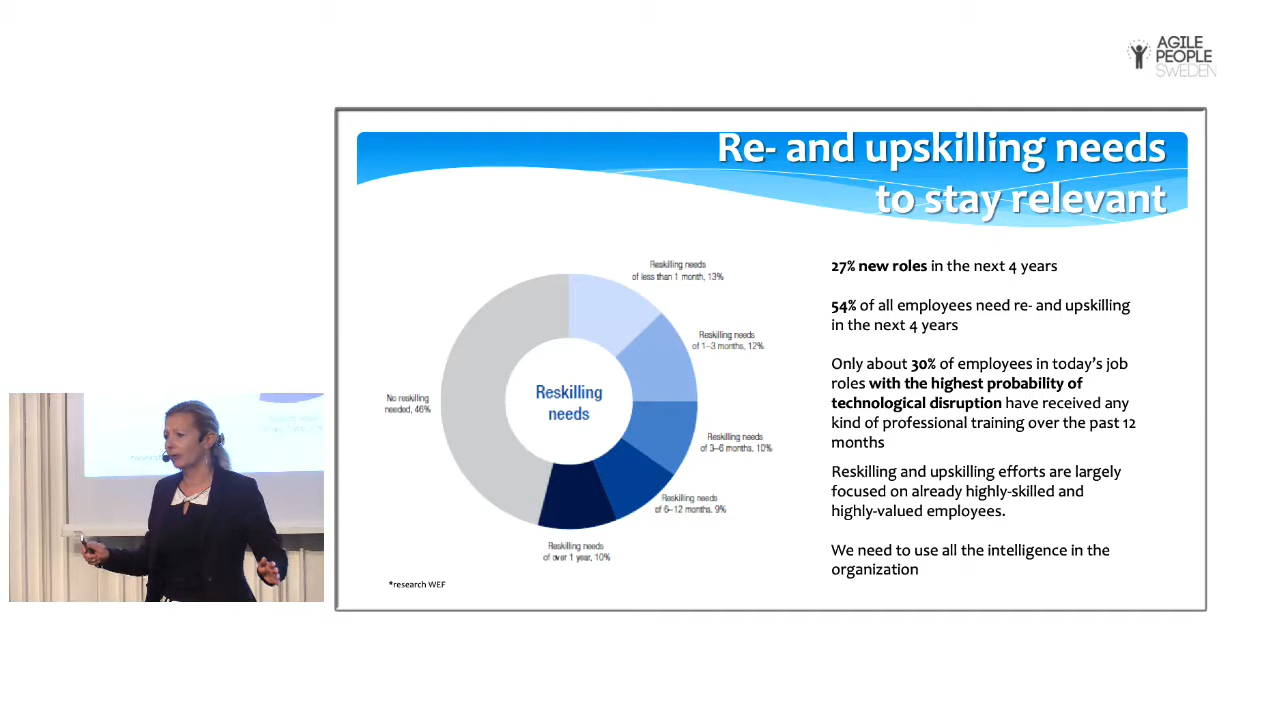 AGILE
PEOPLE
SWEDEN
Re- and upskilling needs
to stay relevant
Reskilling needs
of less than 1 month, 13%
Reskilling needs
of 1–3 months, 12%
Reskilling needs
of 3–6 months, 10%
Reskilling needs
of 6–12 months, 9%
Reskilling needs
of over 1 year, 10%
No reskilling
needed, 46%
Reskilling
needs
*research WEF
27% new roles in the next 4 years
54% of all employees need re- and upskilling
in the next 4 years
Only about 30% of employees in today's job
roles with the highest probability of
technological disruption have received any
kind of professional training over the past 12
months
Reskilling and upskilling efforts are largely
focused on already highly-skilled and
highly-valued employees.
We need to use all the intelligence in the
organization